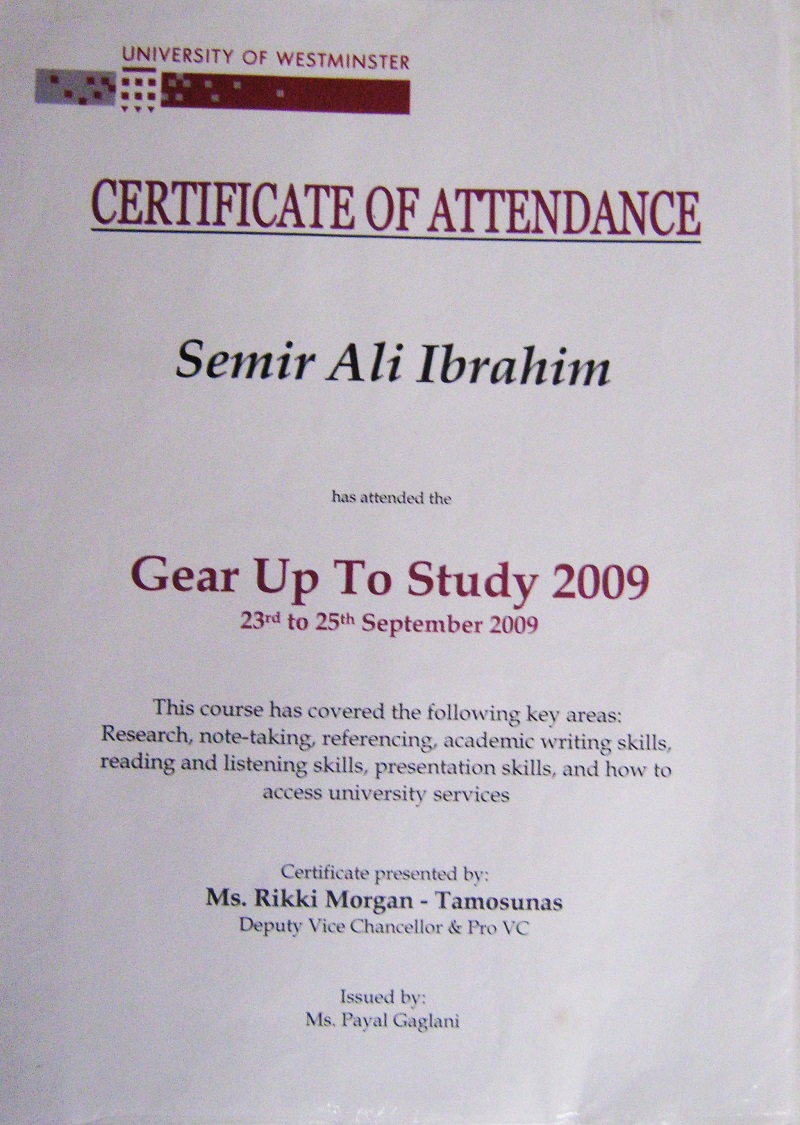 UNIVERSITY OF WESTMINSTER
CERTIFICATE OF ATTENDANCE
Semir Ali Ibrahim
has attended the
Gear Up To Study 2009
23rd to 25th September 2009
This course has covered the following key areas:
Research, note-taking, referencing, academic writing skills,
reading and listening skills, presentation skills, and how to
access university services
Certificate presented by:
Ms. Rikki Morgan - Tamosunas
Deputy Vice Chancellor & Pro VC
Issued by:
Ms. Payal Gaglani